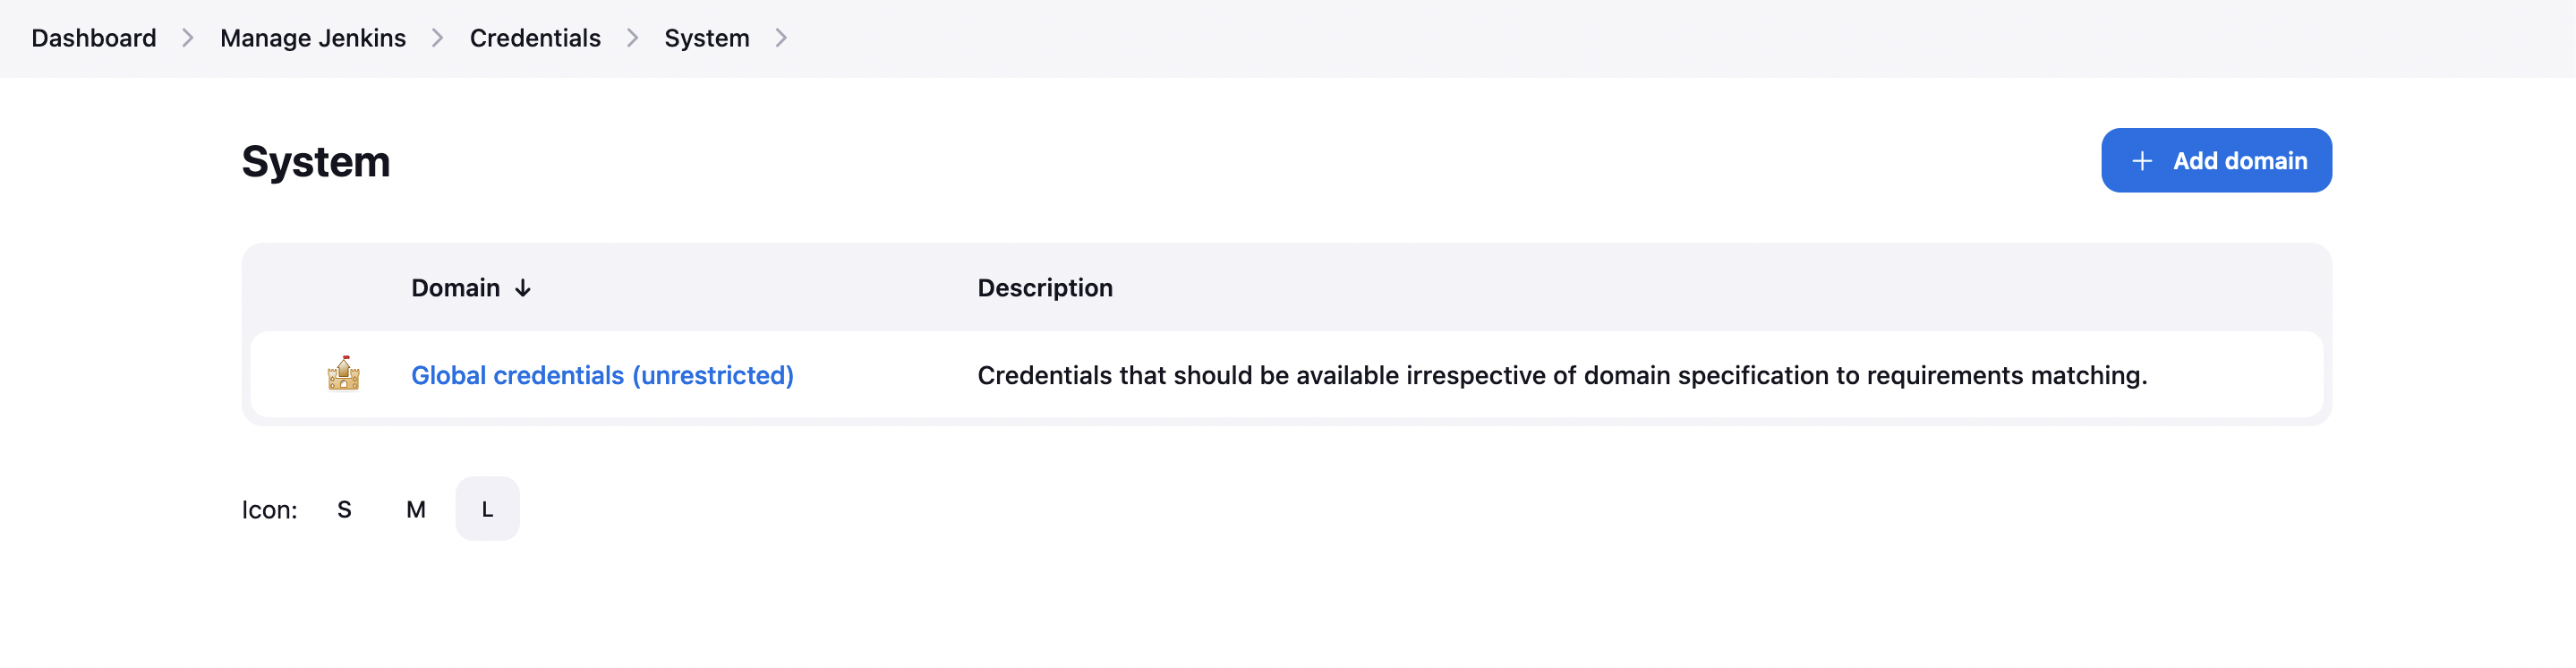 Dashboard Manage Jenkins Credentials System
System
Add domain
Domain Description
Global credentials (unrestricted) Credentials that should be available irrespective of domain specification to requirements matching.
Icon: S M L